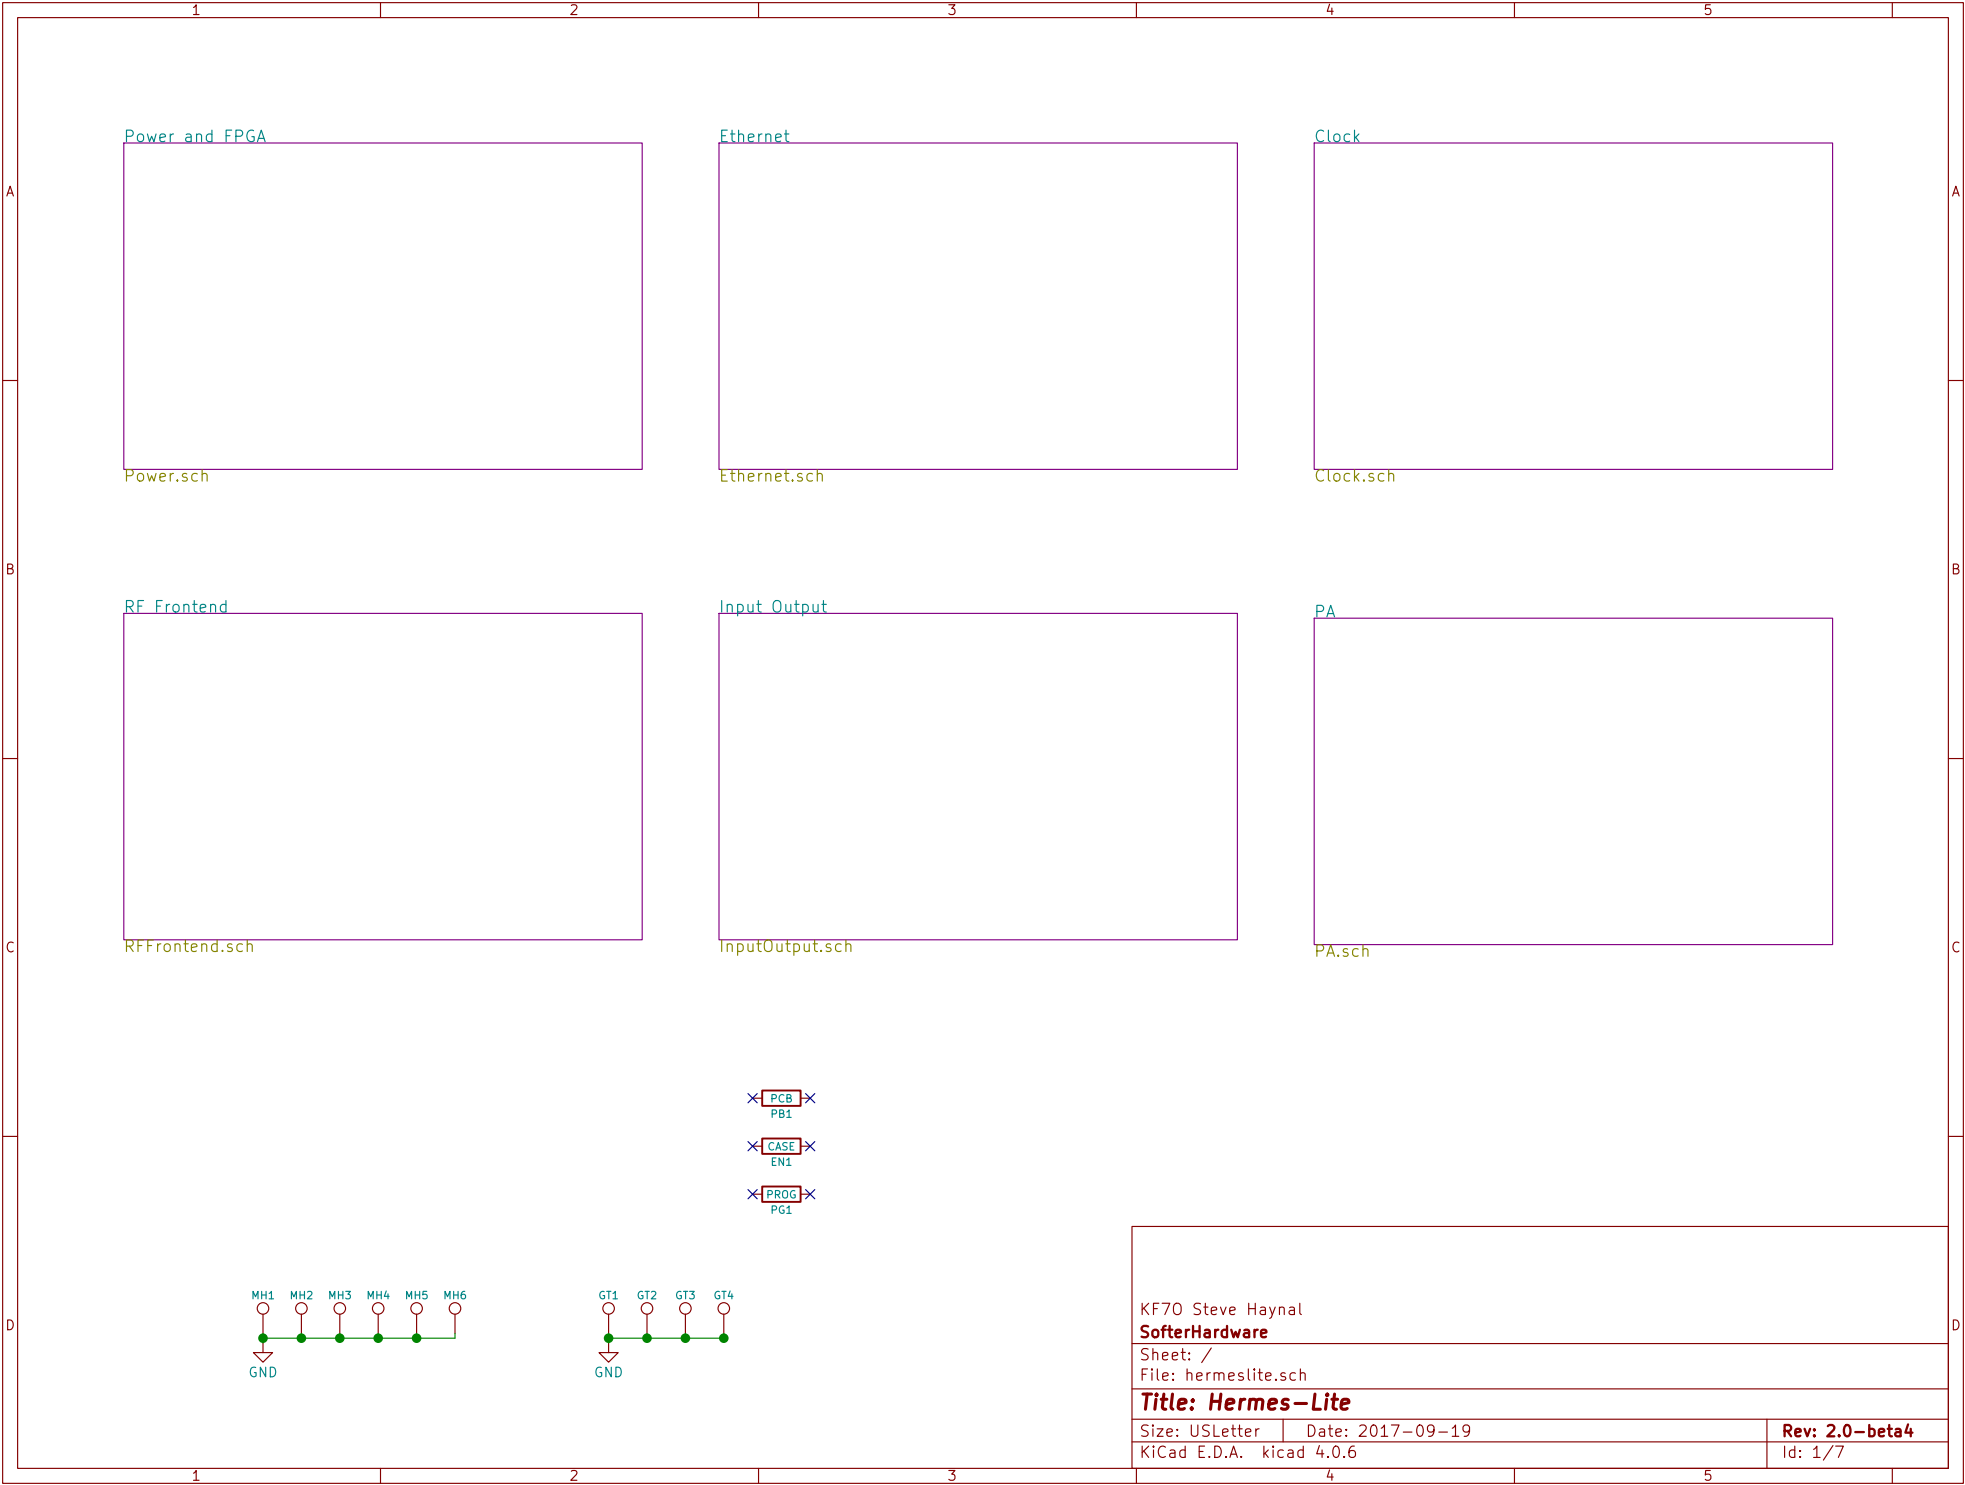 1 2 3 4 5
Power and FPGA
Ethernet
Clock
A
A
Power.sch
Ethernet.sch
Clock.sch
B
B
RF Frontend
Input Output
PA
RFFrontend.sch
InputOutput.sch
PA.sch
C
C
PCB
PB1
CASE
EN1
PROG
PG1
MH1 MH2 MH3 MH4 MH5 MH6
GND
GT1 GT2 GT3 GT4
GND
D
D
KF7O Steve Haynal
SofterHardware
Sheet: /
File: hermeslite.sch
Title: Hermes-Lite
Size: USLetter
Date: 2017-09-19
Rev: 2.0-beta4
KiCad E.D.A. kicad 4.0.6
Id: 1/7
1 2 3 4 5